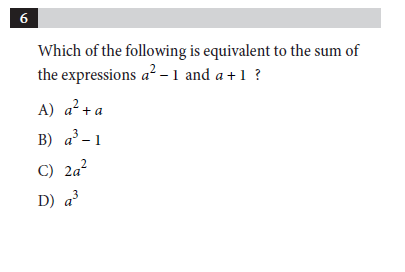 6
Which of the following is equivalent to the sum of
the expressions a² – 1 and a + 1 ?
A) a² + a
B) a³ – 1
C) 2a²
D) a³